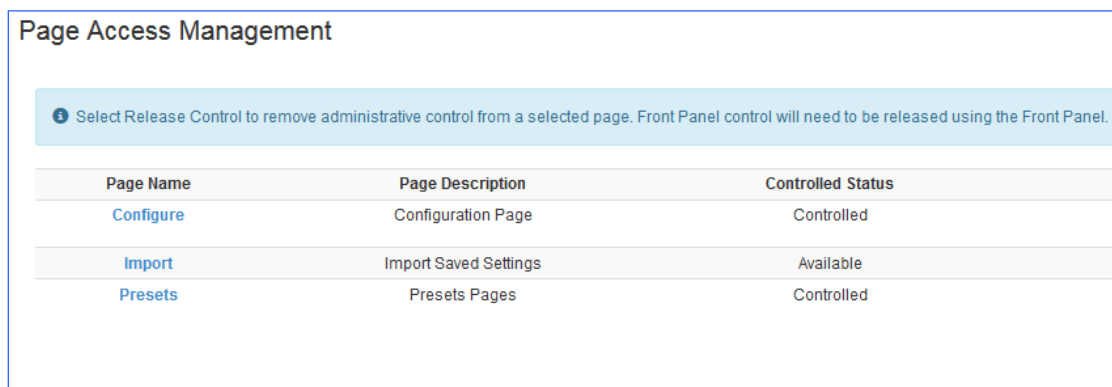 Page Access Management
Select Release Control to remove administrative control from a selected page. Front Panel control will need to be released using the Front Panel.
Page Name Page Description Controlled Status
Configure Configuration Page Controlled
Import Import Saved Settings Available
Presets Presets Pages Controlled